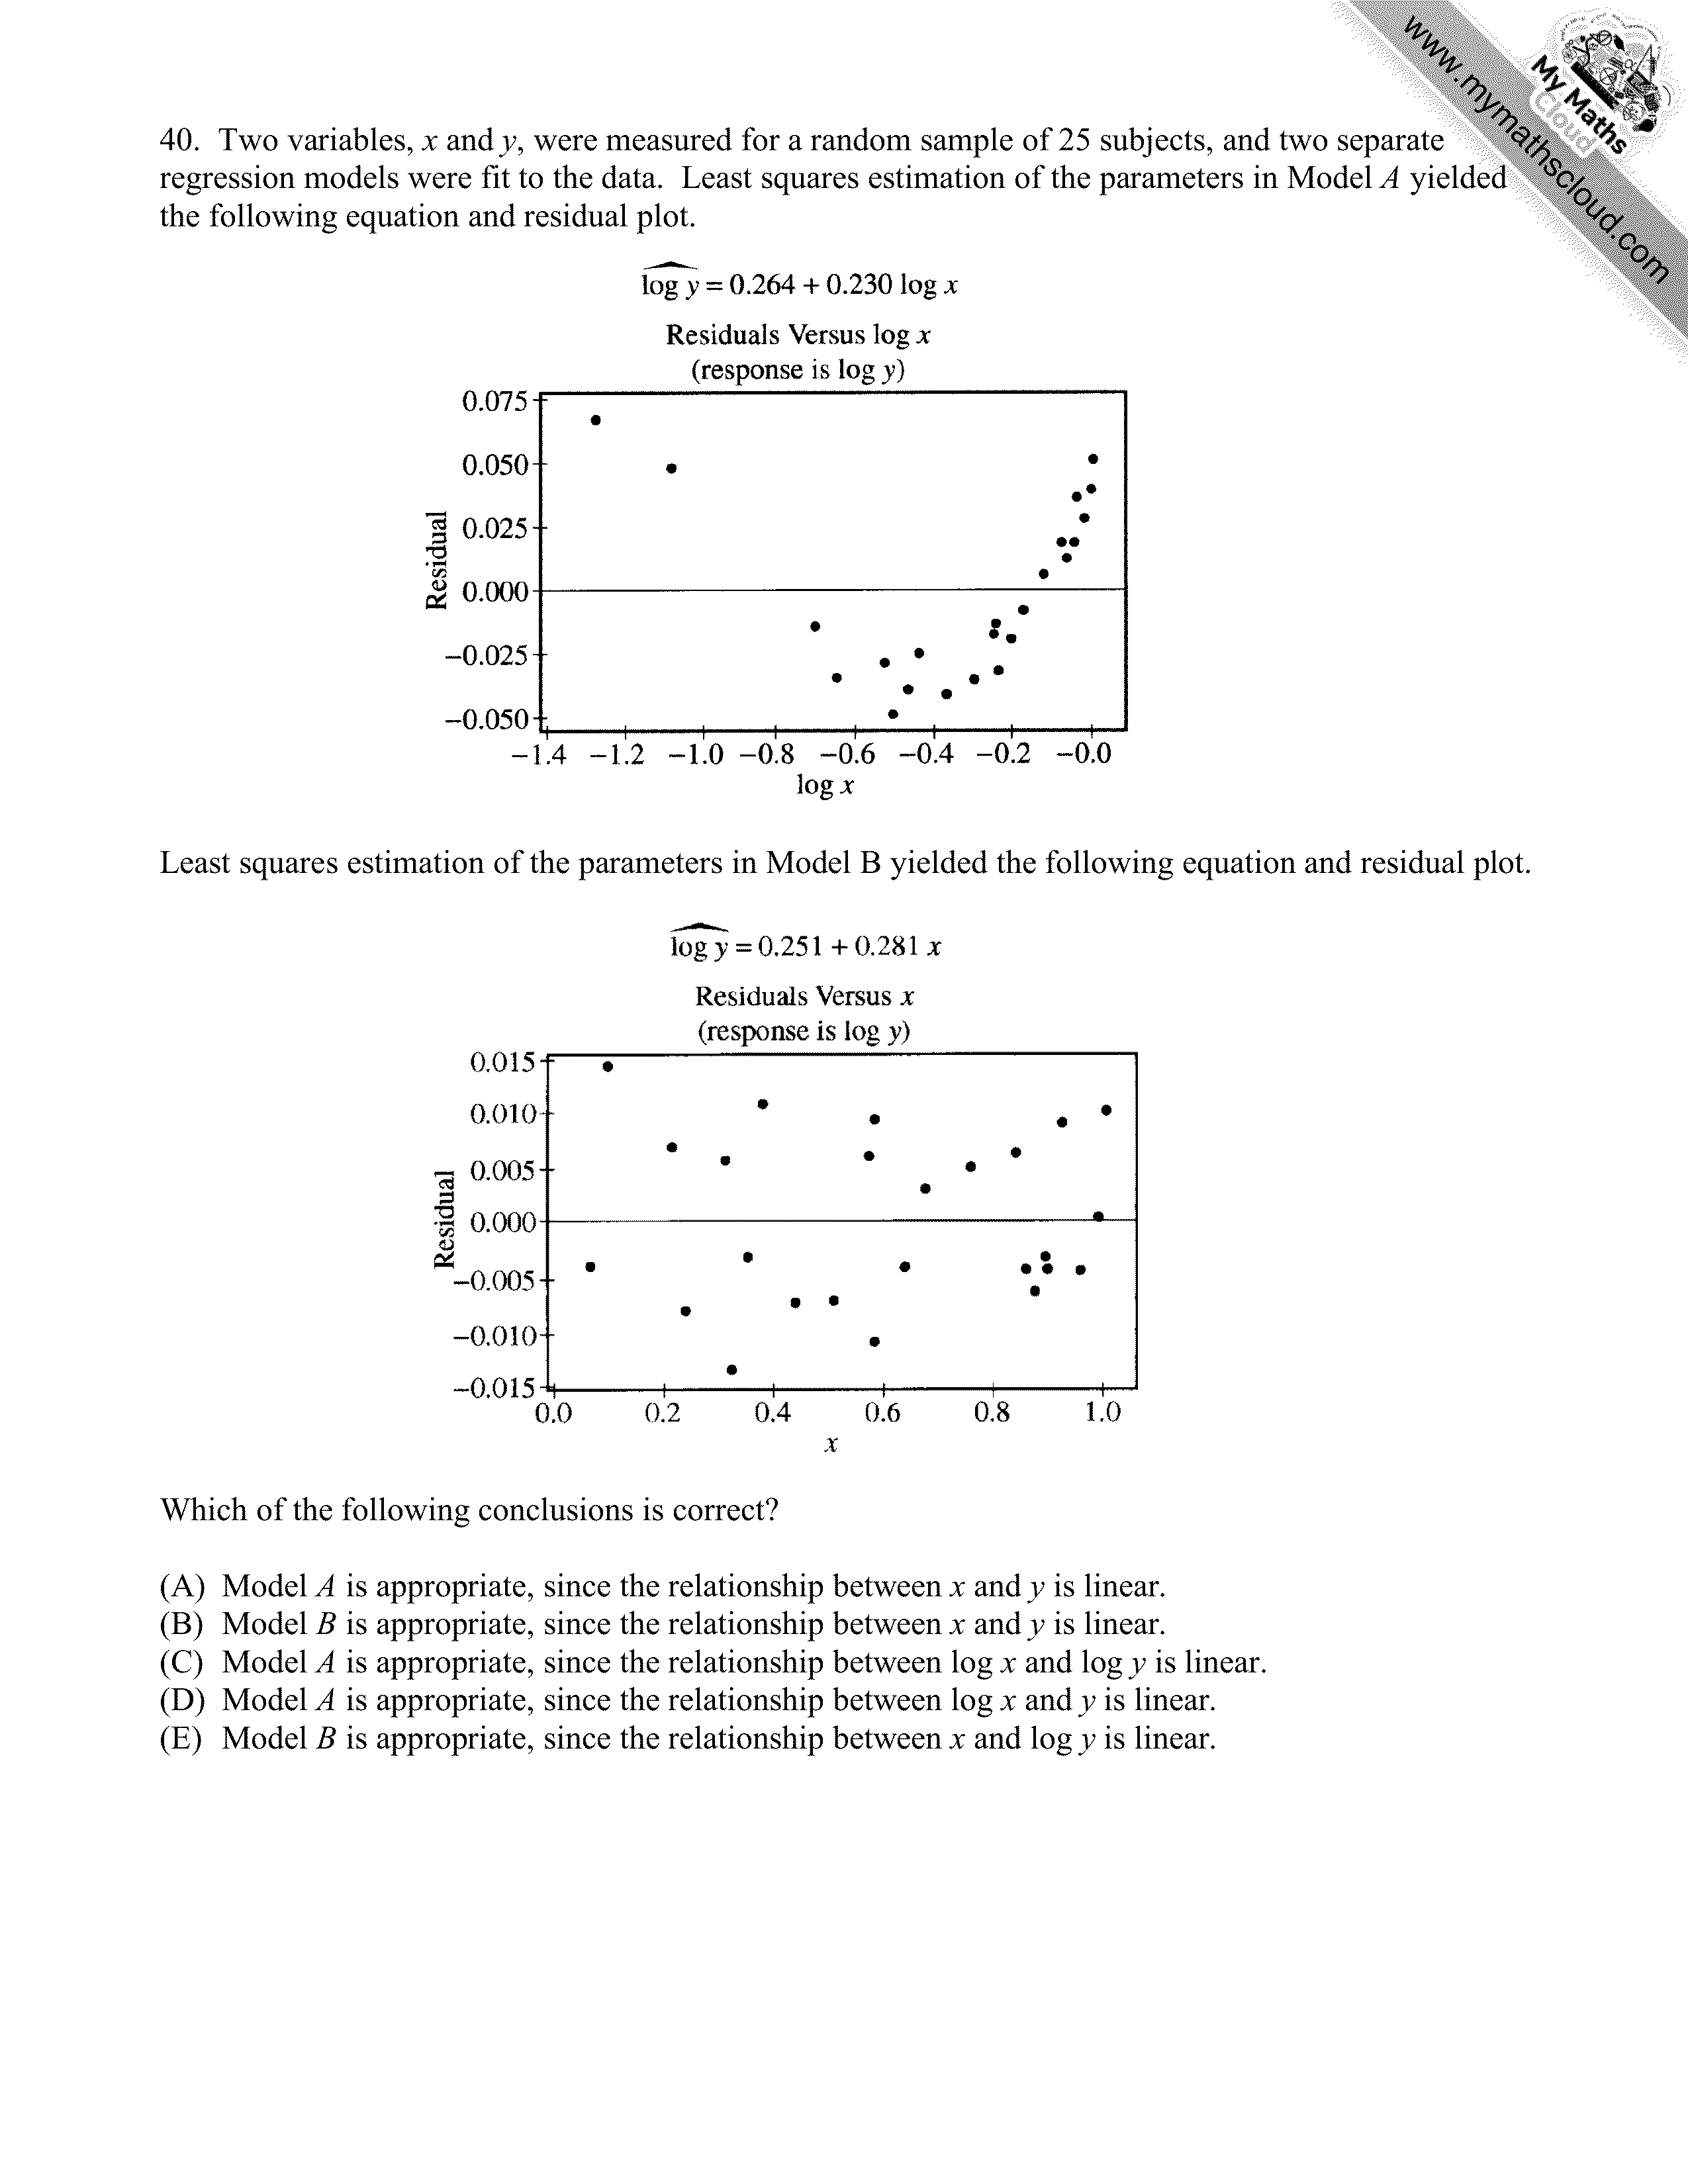 www.mymathscloud.com
My Maths
Cloud
40. Two variables, x and y, were measured for a random sample of 25 subjects, and two separate
regression models were fit to the data. Least squares estimation of the parameters in Model A yielded
the following equation and residual plot.
log y = 0.264 + 0.230 log x
Residuals Versus log x
(response is log y)
0.075
0.050
0.025
0.000
−0.025
−0.050
Residual
−1.4 −1.2 −1.0 −0.8 −0.6 −0.4 −0.2 −0.0
log x
Least squares estimation of the parameters in Model B yielded the following equation and residual plot.
log y = 0.251 + 0.281 x
Residuals Versus x
(response is log y)
0.015
0.010
0.005
0.000
−0.005
−0.010
−0.015
Residual
0.0 0.2 0.4 0.6 0.8 1.0
x
Which of the following conclusions is correct?
(A) Model A is appropriate, since the relationship between x and y is linear.
(B) Model B is appropriate, since the relationship between x and y is linear.
(C) Model A is appropriate, since the relationship between log x and log y is linear.
(D) Model A is appropriate, since the relationship between log x and y is linear.
(E) Model B is appropriate, since the relationship between x and log y is linear.